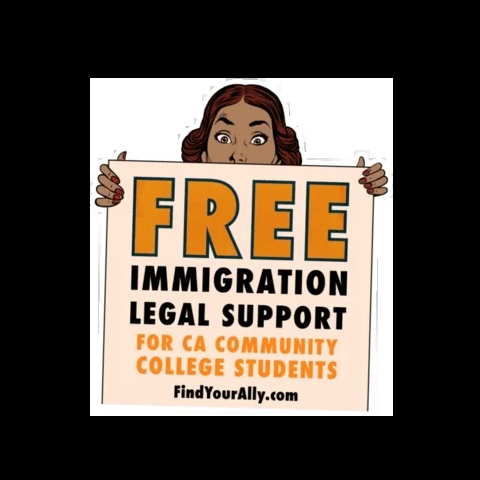 FREE
IMMIGRATION
LEGAL SUPPORT
FOR CA COMMUNITY
COLLEGE STUDENTS
FindYourAlly.com